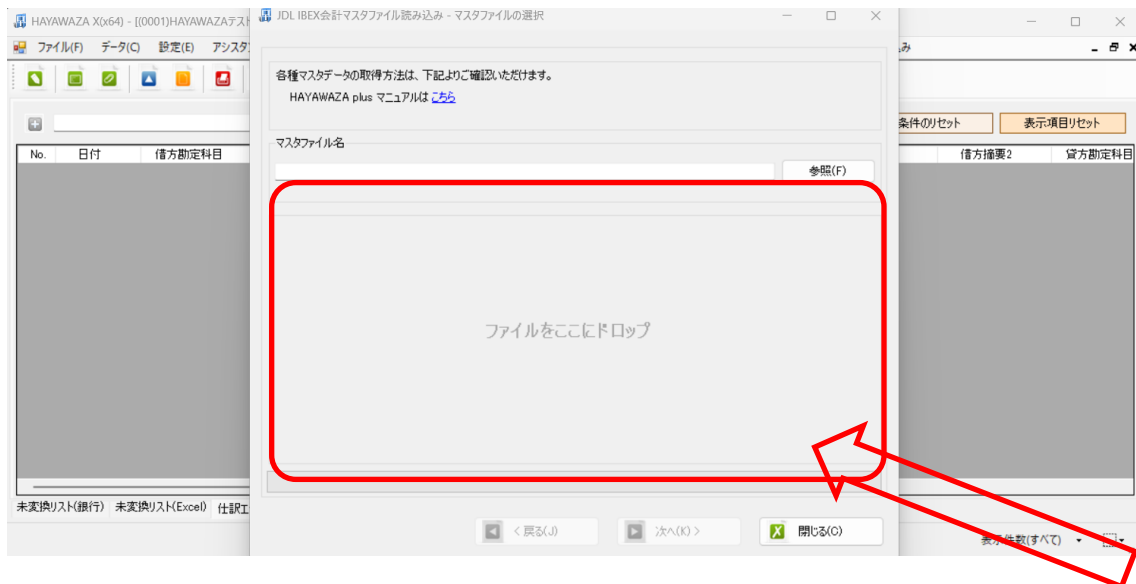 HAYAWAZA X(x64) - [(0001)HAYAWAZAテスト
JDL IBEX会計マスタファイル読み込み - マスタファイルの選択
ファイル(F) データ(C) 設定(E) アシスタ
み
各種マスタデータの取得方法は、下記よりご確認いただけます。
HAYAWAZA plus マニュアルは こちら
条件のリセット 表示項目リセット
マスタファイル名
No. 日付 借方勘定科目
借方摘要2 貸方勘定科目
参照(F)
ファイルをここにドロップ
未変換リスト(銀行) 未変換リスト(Excel) 仕訳エ
< 戻る(J) 次へ(K) > 閉じる(C)
表示件数(すべて)